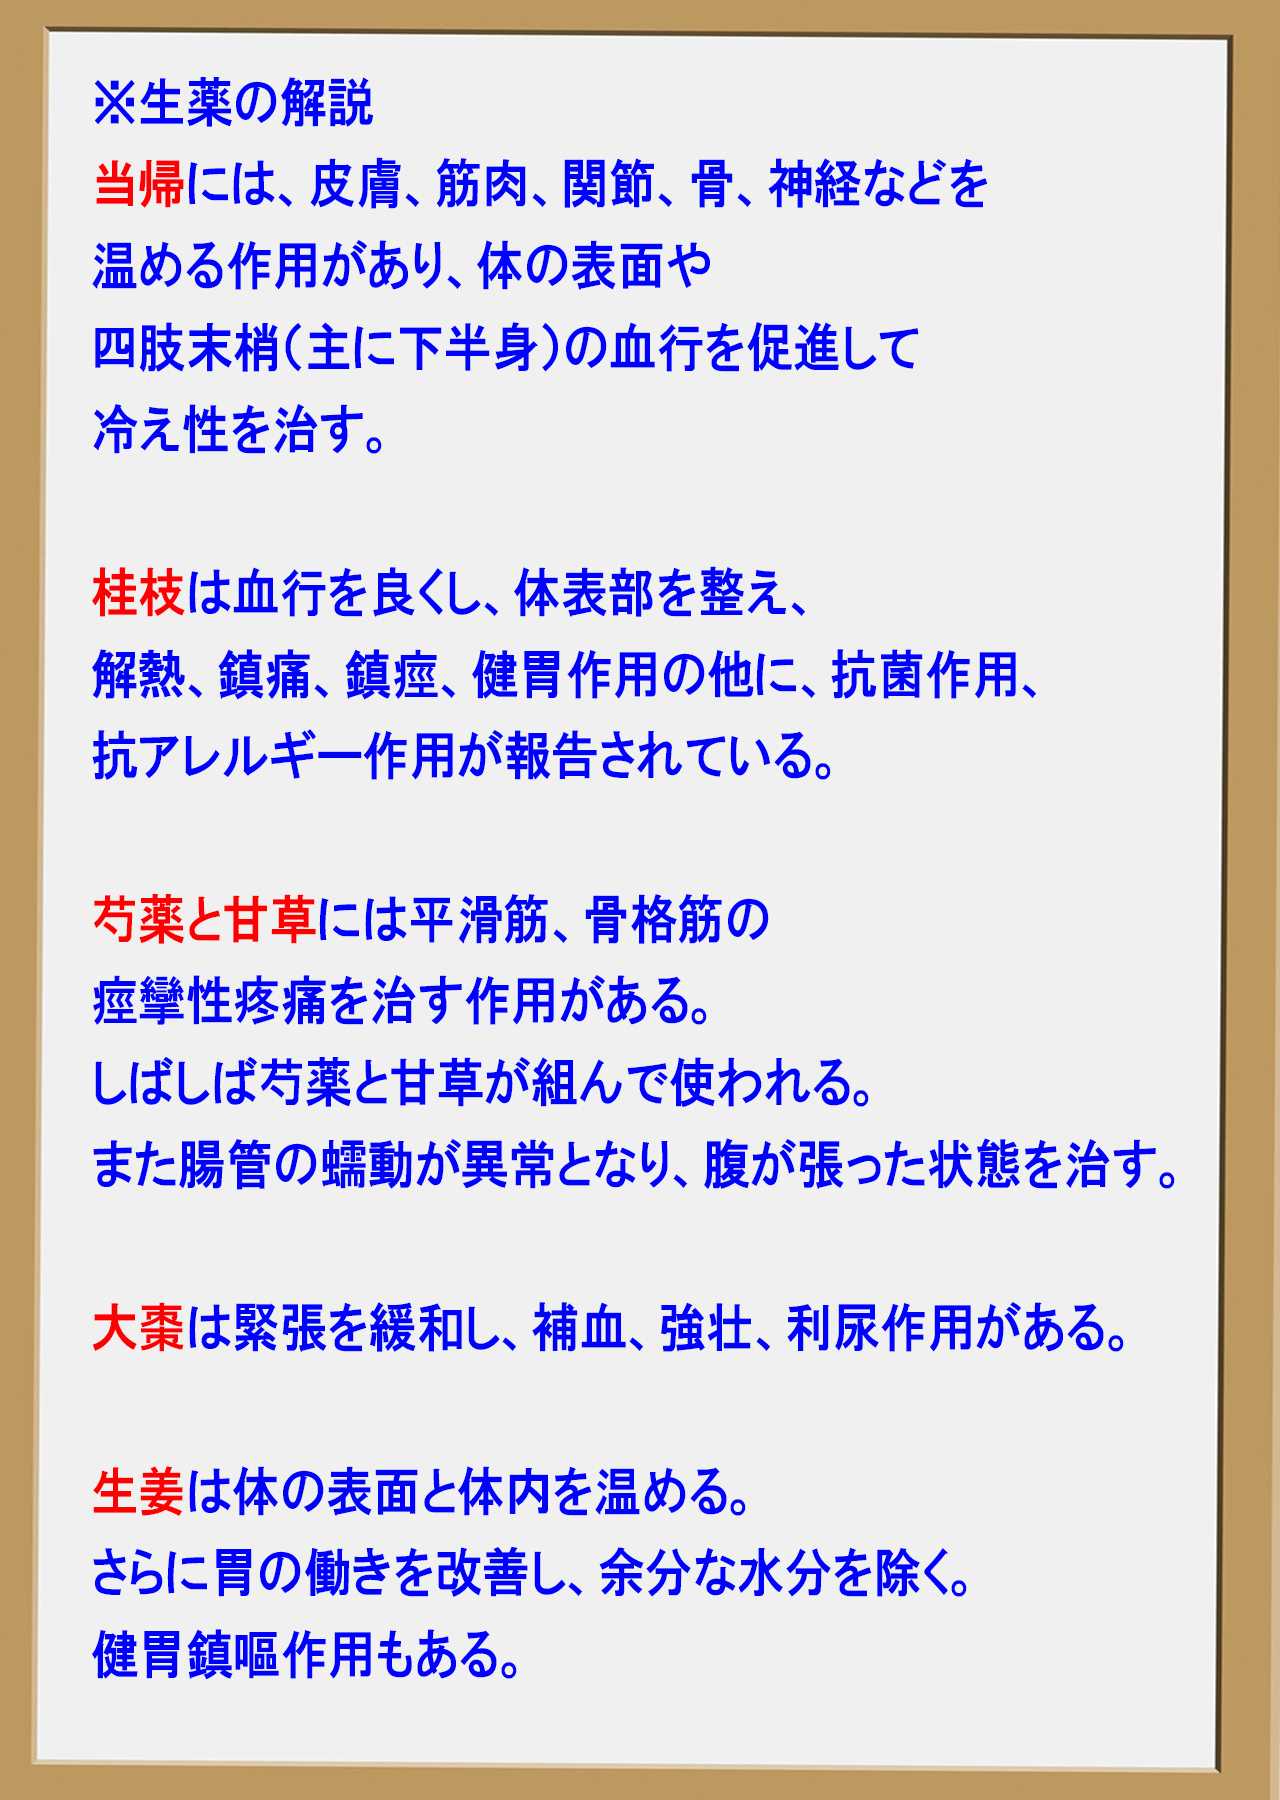 ※生薬の解説
当帰には、皮膚、筋肉、関節、骨、神経などを
温める作用があり、体の表面や
四肢末梢(主に下半身)の血行を促進して
冷え性を治す。
桂枝は血行を良くし、体表部を整え、
解熱、鎮痛、鎮痙、健胃作用の他に、抗菌作用、
抗アレルギー作用が報告されている。
芍薬と甘草には平滑筋、骨格筋の
痙攣性疼痛を治す作用がある。
しばしば芍薬と甘草が組んで使われる。
また腸管の蠕動が異常となり、腹が張った状態を治す。
大棗は緊張を緩和し、補血、強壮、利尿作用がある。
生姜は体の表面と体内を温める。
さらに胃の働きを改善し、余分な水分を除く。
健胃鎮嘔作用もある。